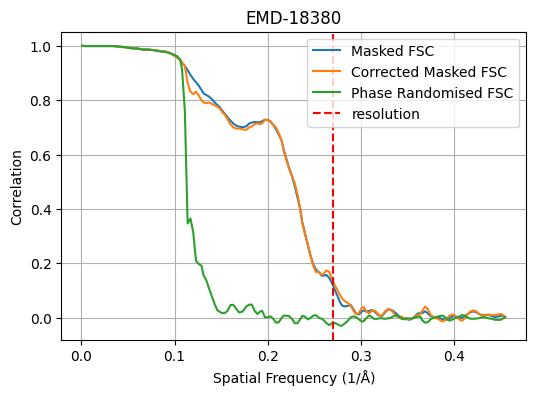 EMD-18380
Masked FSC
Corrected Masked FSC
Phase Randomised FSC
resolution
Correlation
1.0
0.8
0.6
0.4
0.2
0.0
0.0 0.1 0.2 0.3 0.4
Spatial Frequency (1/Å)